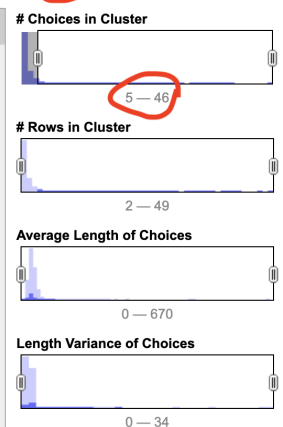 # Choices in Cluster
5 — 46
# Rows in Cluster
2 — 49
Average Length of Choices
0 — 670
Length Variance of Choices
0 — 34